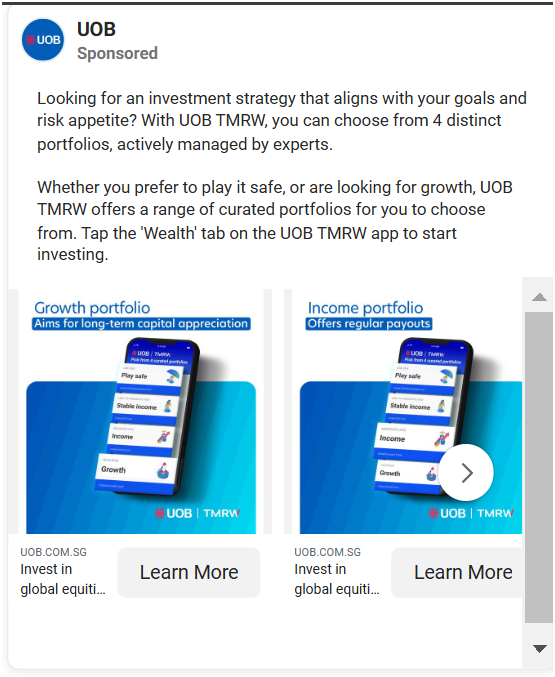 UOB
UOB
Sponsored
Looking for an investment strategy that aligns with your goals and
risk appetite? With UOB TMRW, you can choose from 4 distinct
portfolios, actively managed by experts.
Whether you prefer to play it safe, or are looking for growth, UOB
TMRW offers a range of curated portfolios for you to choose
from. Tap the 'Wealth' tab on the UOB TMRW app to start
investing.
Growth portfolio
Aims for long-term capital appreciation
UOB | TMRW
Pick from 4 curated portfolios
Play safe
Stable income
Income
Growth
UOB | TMRW
Income portfolio
Offers regular payouts
UOB | TMRW
Pick from 4 curated portfolios
Play safe
Stable income
Income
Growth
UOB | TMRW
UOB.COM.SG
Invest in
global equiti...
Learn More
UOB.COM.SG
Invest in
global equiti...
Learn More